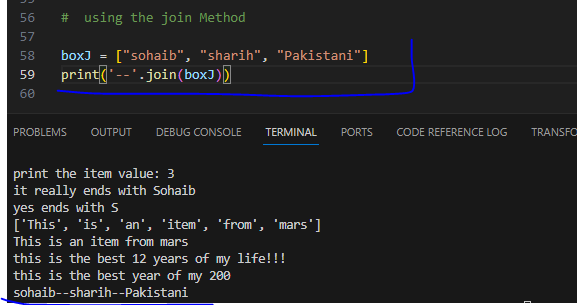 56 # using the join Method
57
58 boxJ = ["sohaib", "sharih", "Pakistani"]
59 print('--'.join(boxJ))
60
PROBLEMS OUTPUT DEBUG CONSOLE TERMINAL PORTS CODE REFERENCE LOG TRANSFO
print the item value: 3
it really ends with Sohaib
yes ends with S
['This', 'is', 'an', 'item', 'from', 'mars']
This is an item from mars
this is the best 12 years of my life!!!
this is the best year of my 200
sohaib--sharih--Pakistani